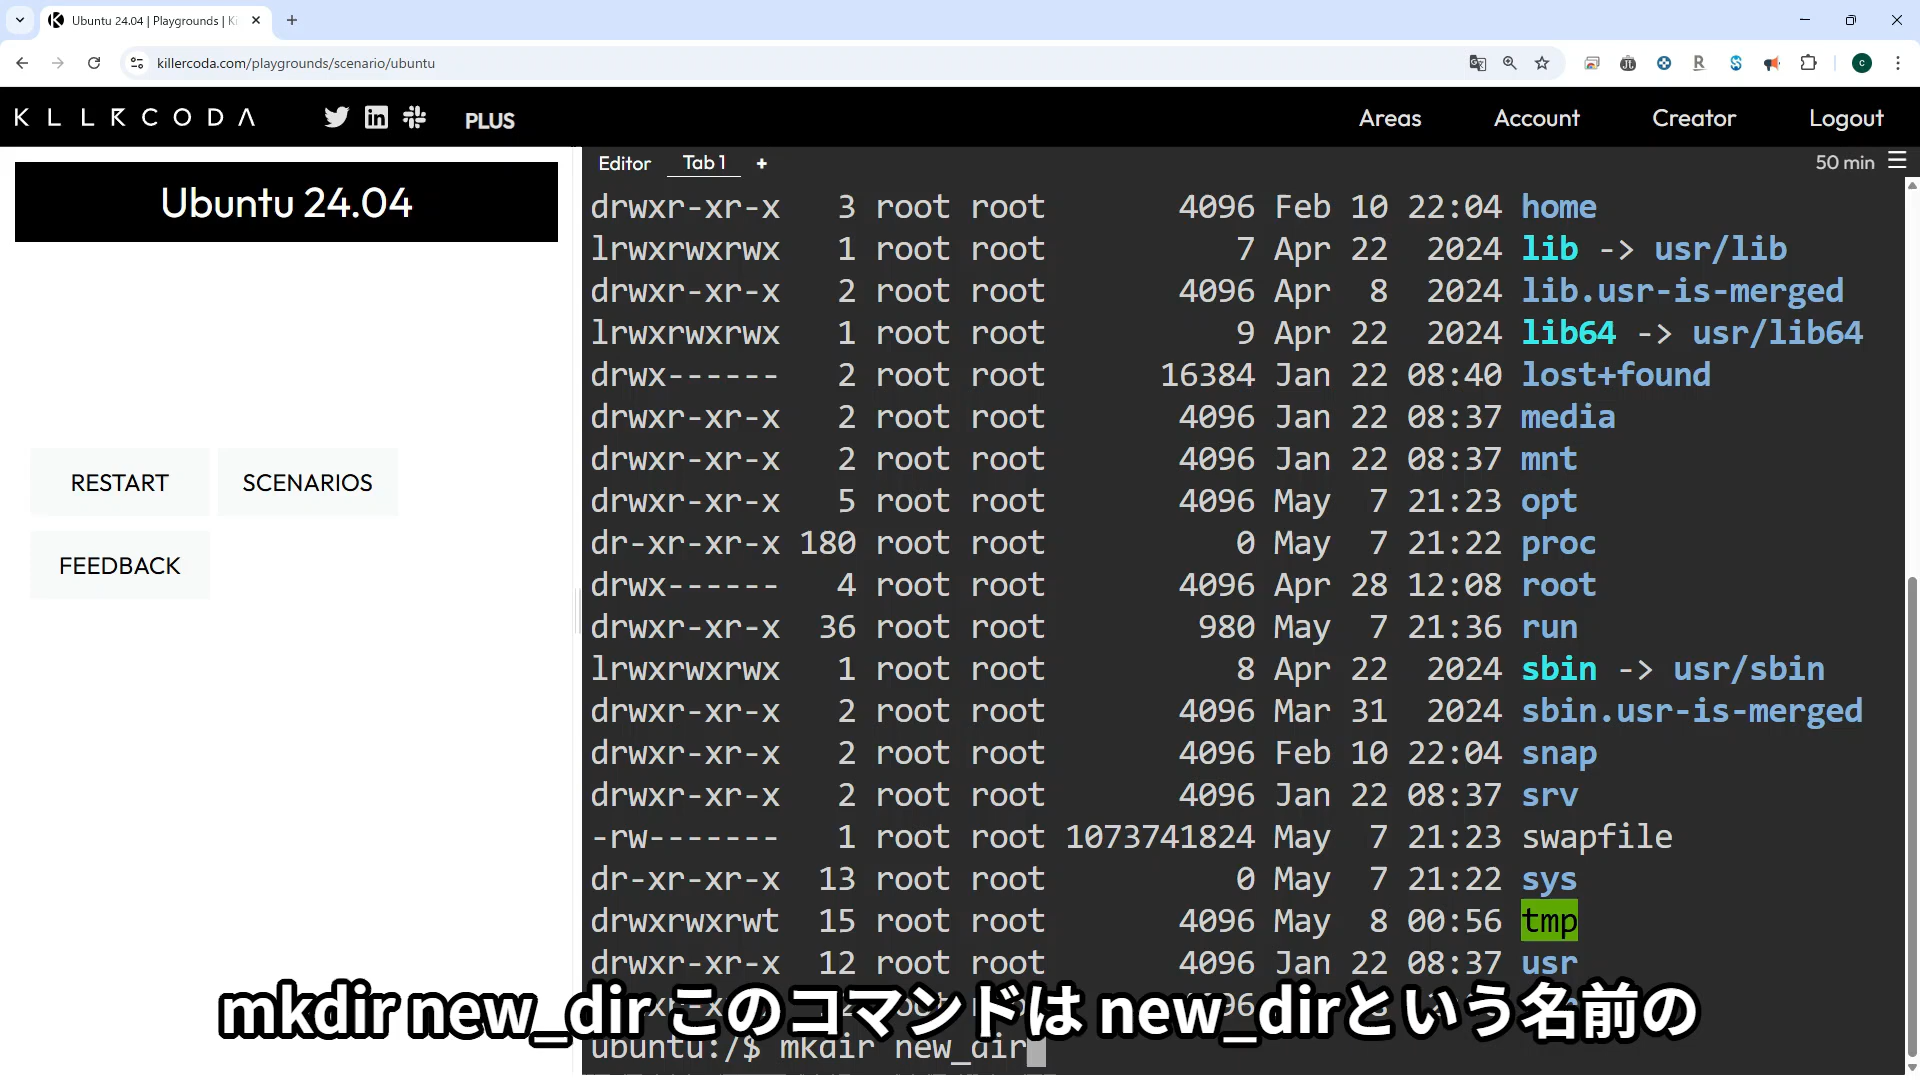 Ubuntu 24.04 | Playgrounds | Ki
killercoda.com/playgrounds/scenario/ubuntu
KLLRCODA
PLUS
Areas
Account
Creator
Logout
Ubuntu 24.04
RESTART
SCENARIOS
FEEDBACK
Editor
Tab 1
+
50 min
drwxr-xr-x   3 root root       4096 Feb 10 22:04 home
lrwxrwxrwx   1 root root          7 Apr 22  2024 lib -> usr/lib
drwxr-xr-x   2 root root       4096 Apr  8  2024 lib.usr-is-merged
lrwxrwxrwx   1 root root          9 Apr 22  2024 lib64 -> usr/lib64
drwx------   2 root root      16384 Jan 22 08:40 lost+found
drwxr-xr-x   2 root root       4096 Jan 22 08:37 media
drwxr-xr-x   2 root root       4096 Jan 22 08:37 mnt
drwxr-xr-x   5 root root       4096 May  7 21:23 opt
dr-xr-xr-x 180 root root          0 May  7 21:22 proc
drwx------   4 root root       4096 Apr 28 12:08 root
drwxr-xr-x  36 root root        980 May  7 21:36 run
lrwxrwxrwx   1 root root          8 Apr 22  2024 sbin -> usr/sbin
drwxr-xr-x   2 root root       4096 Mar 31  2024 sbin.usr-is-merged
drwxr-xr-x   2 root root       4096 Feb 10 22:04 snap
drwxr-xr-x   2 root root       4096 Jan 22 08:37 srv
-rw-------   1 root root 1073741824 May  7 21:23 swapfile
dr-xr-xr-x  13 root root          0 May  7 21:22 sys
drwxrwxrwt  15 root root       4096 May  8 00:56 tmp
drwxr-xr-x  12 root root       4096 Jan 22 08:37 usr
mkdir new_dir このコマンドは new_dirという名前の
ubuntu:/$ mkdir new_dir